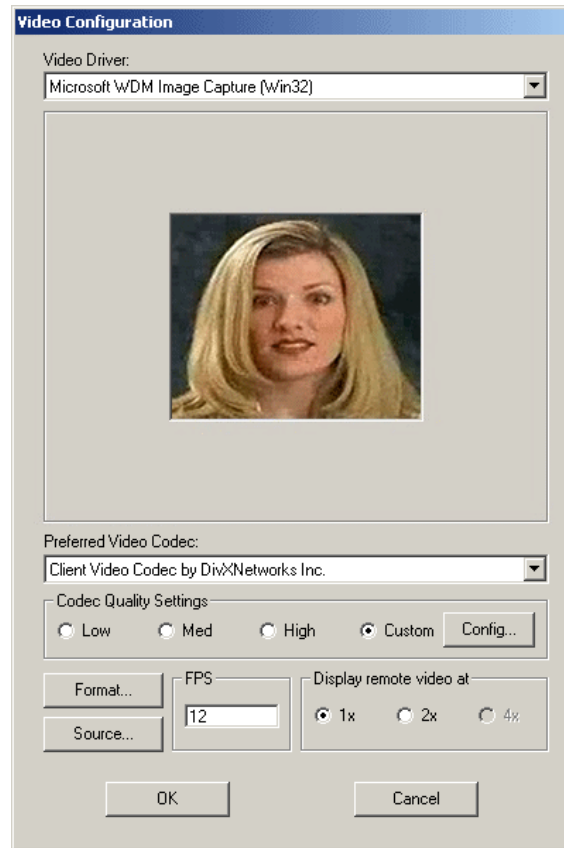 Video Configuration
Video Driver:
Microsoft WDM Image Capture (Win32)
Preferred Video Codec:
Client Video Codec by DivXNetworks Inc.
Codec Quality Settings
Low Med High Custom Config...
Format... FPS Display remote video at
12 1x 2x 4x
Source...
OK Cancel